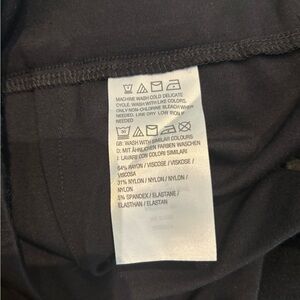 MACHINE WASH COLD DELICATE
CYCLE. WASH WITH LIKE COLORS.
ONLY NON-CHLORINE BLEACH WHEN
NEEDED. LINE DRY. LOW IRON IF
NEEDED
30
GB: WASH WITH SIMILAR COLOURS
D: MIT ÄHNLICHEN FARBEN WASCHEN
I: LAVARE CON COLORI SIMILARI
64% RAYON / VISCOSE / VISKOSE /
VISCOSA
31% NYLON / NYLON / NYLON /
NYLON
5% SPANDEX / ELASTANE /
ELASTHAN / ELASTAN